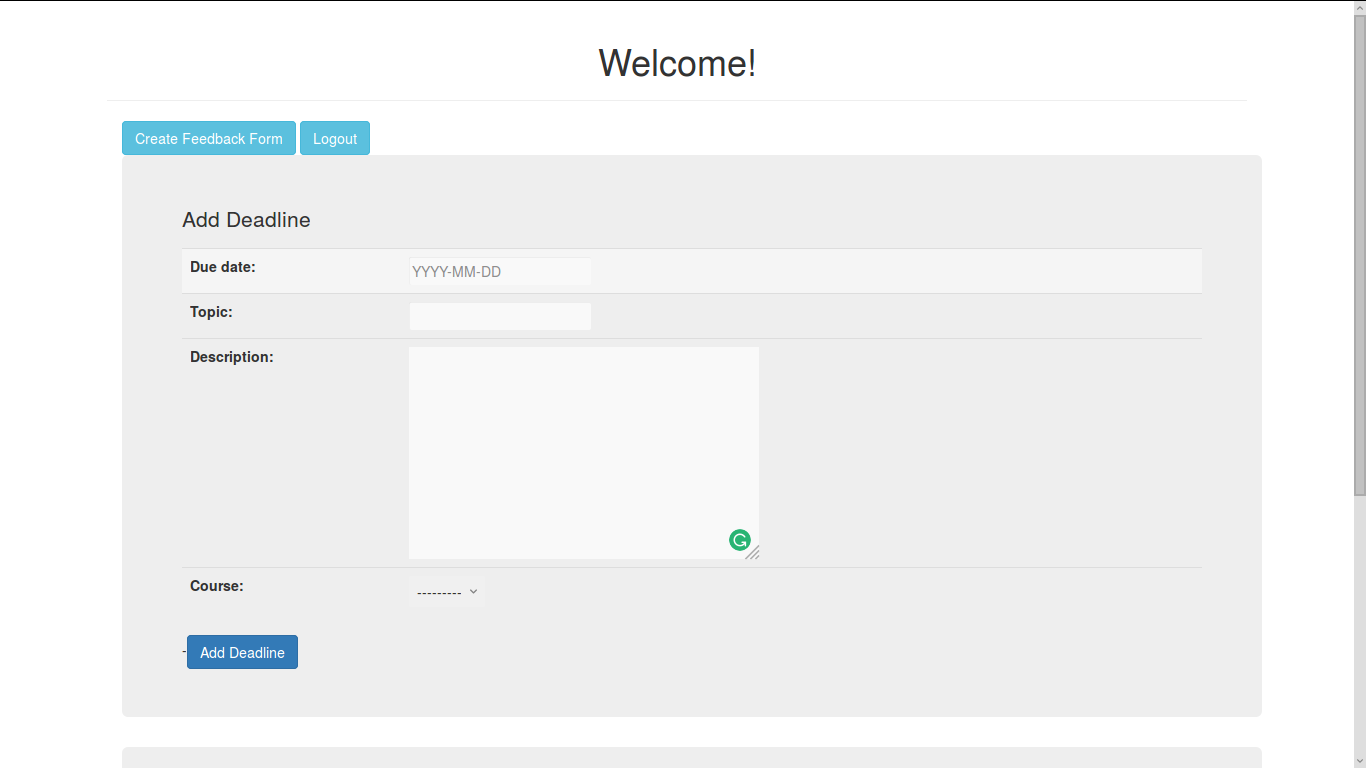 Welcome!
Create Feedback Form Logout
Add Deadline
Due date: YYYY-MM-DD
Topic:
Description:
Course: ---------
-Add Deadline